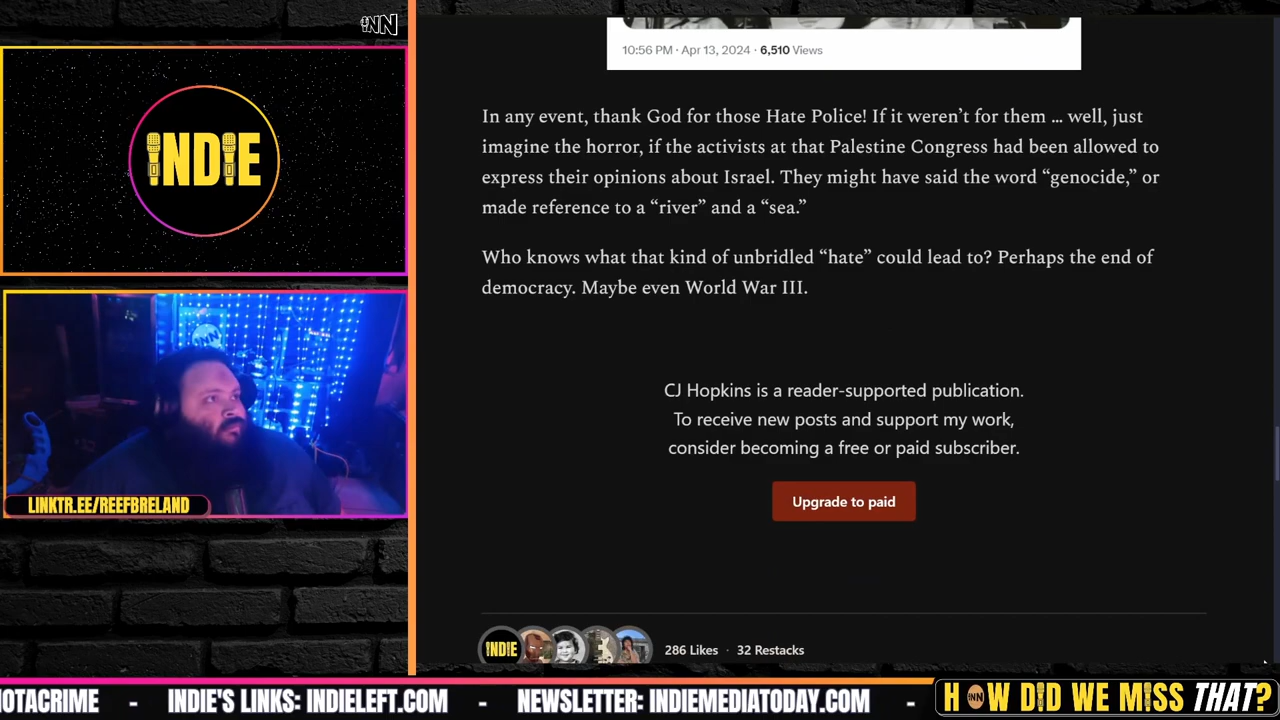 INN
INDIE
LINKTR.EE/REEFBRELAND
10:56 PM · Apr 13, 2024 · 6,510 Views
In any event, thank God for those Hate Police! If it weren’t for them ... well, just
imagine the horror, if the activists at that Palestine Congress had been allowed to
express their opinions about Israel. They might have said the word “genocide,” or
made reference to a “river” and a “sea.”
Who knows what that kind of unbridled “hate” could lead to? Perhaps the end of
democracy. Maybe even World War III.
CJ Hopkins is a reader-supported publication.
To receive new posts and support my work,
consider becoming a free or paid subscriber.
Upgrade to paid
INDIE
286 Likes · 32 Restacks
NOTACRIME - INDIE'S LINKS: INDIELEFT.COM - NEWSLETTER: INDIEMEDIATODAY.COM -
HOW DID WE MISS THAT?